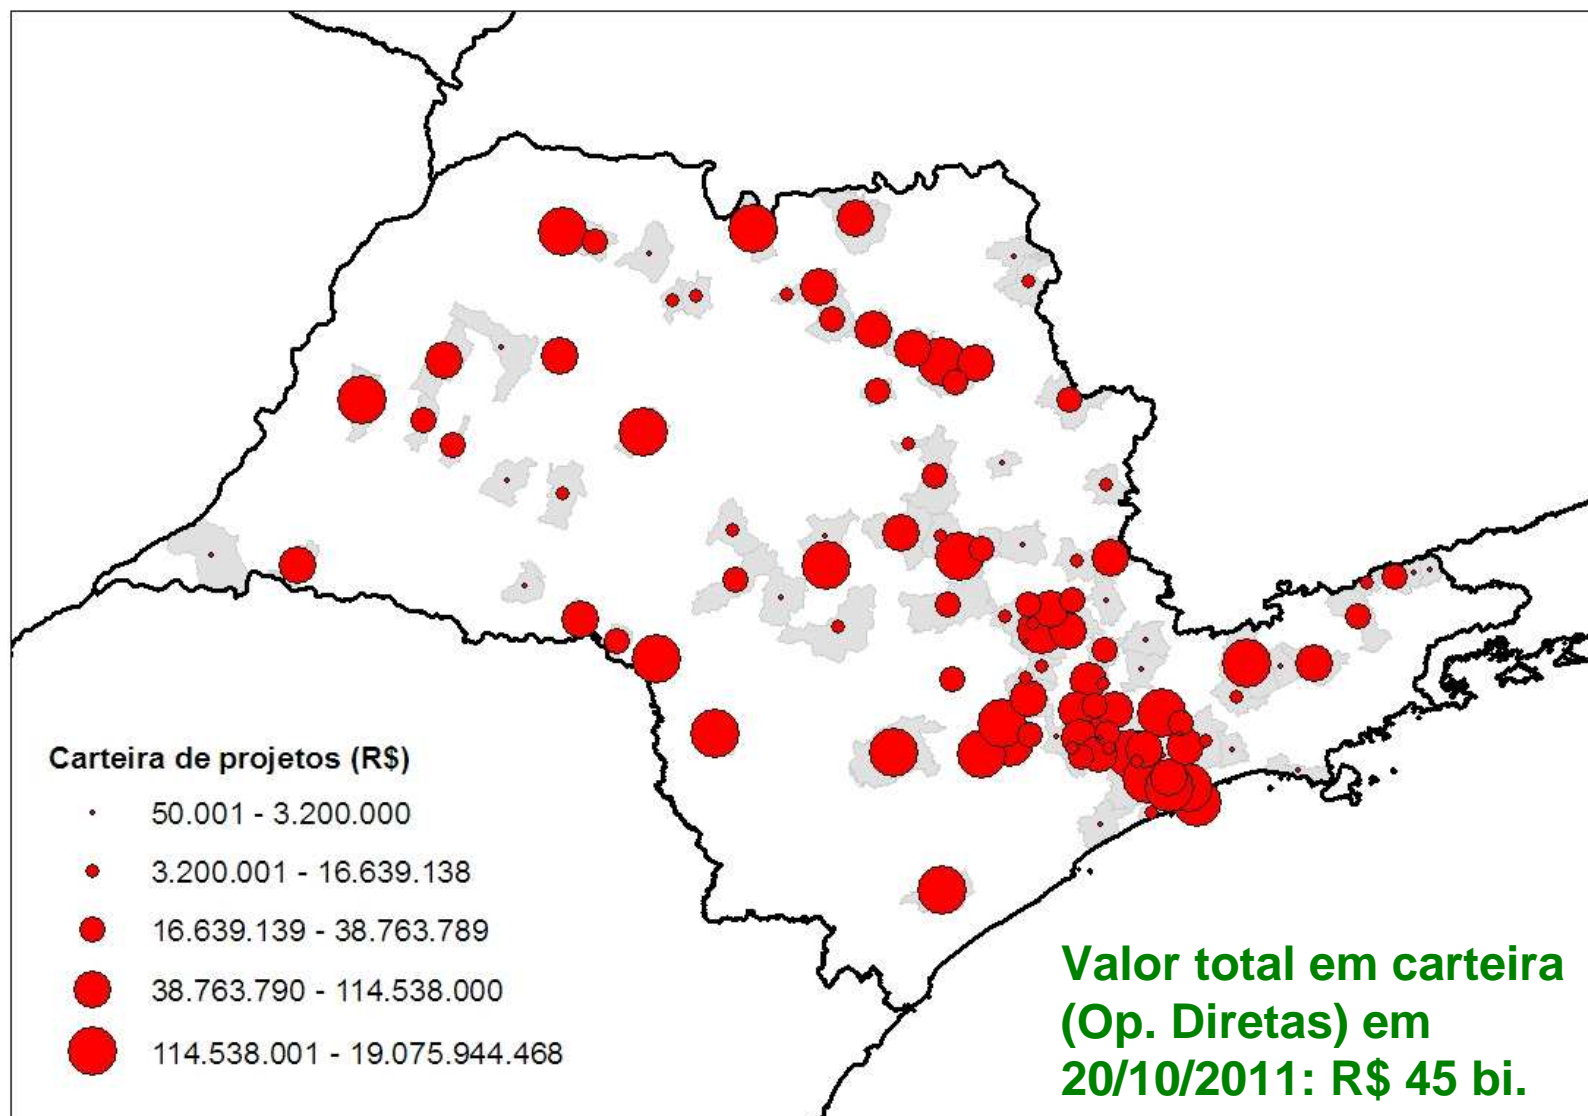 Carteira de projetos (R$)
50.001 - 3.200.000
3.200.001 - 16.639.138
16.639.139 - 38.763.789
38.763.790 - 114.538.000
114.538.001 - 19.075.944.468
Valor total em carteira
(Op. Diretas) em
20/10/2011: R$ 45 bi.